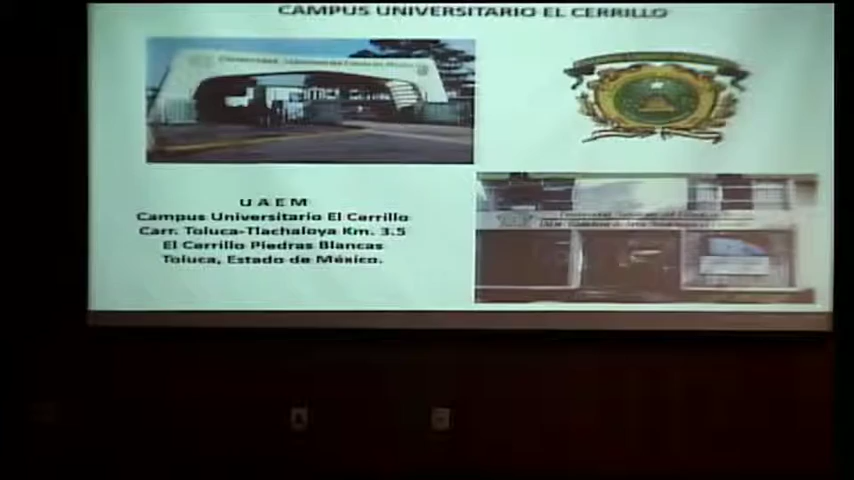 CAMPUS UNIVERSITARIO EL CERRILLO
U A E M
Campus Universitario El Cerrillo
Carr. Toluca-Tlachaloya Km. 3.5
El Cerrillo Piedras Blancas
Toluca, Estado de México.